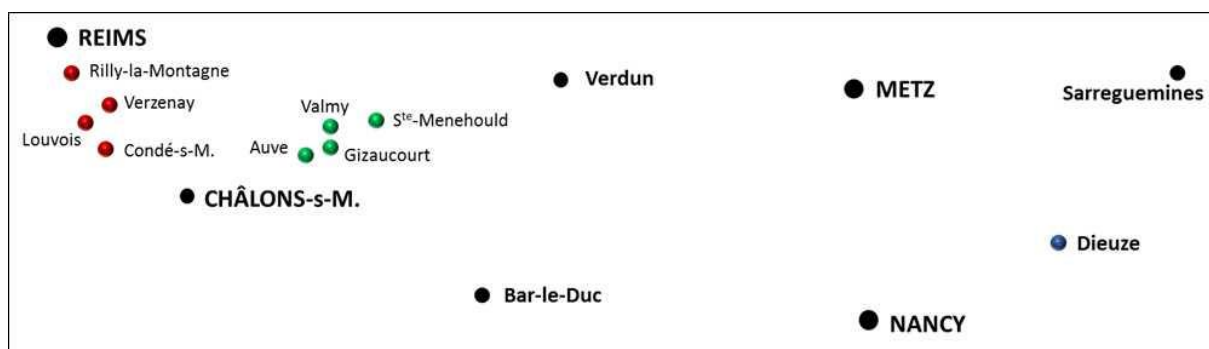 REIMS
Rilly-la-Montagne
Verdun
METZ
Sarreguemines
Verzenay
Valmy
Sᵗᵉ-Menehould
Louvois
Condé-s-M.
Auve
Gizaucourt
CHÂLONS-s-M.
Dieuze
Bar-le-Duc
NANCY